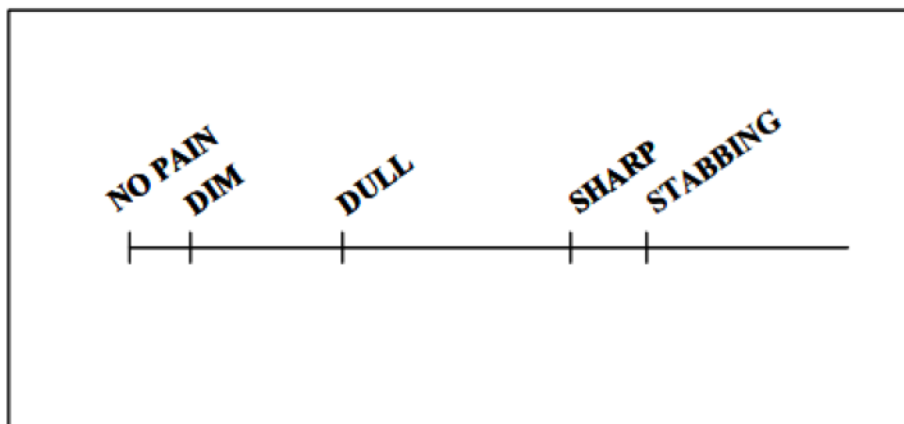 NO PAIN
DIM
DULL
SHARP
STABBING